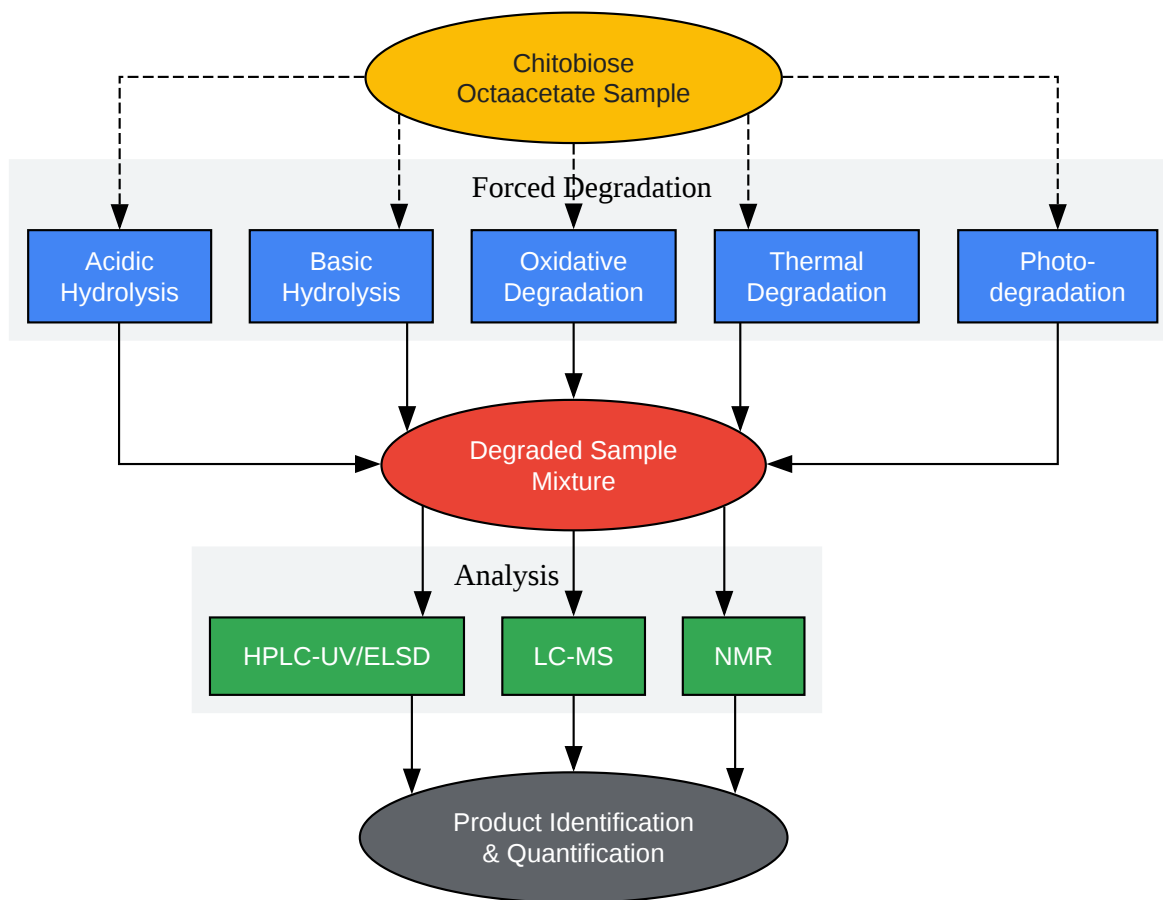 Chitobiose
Octaacetate Sample
Forced Degradation
Acidic
Hydrolysis
Basic
Hydrolysis
Oxidative
Degradation
Thermal
Degradation
Photo-
degradation
Degraded Sample
Mixture
Analysis
HPLC-UV/ELSD
LC-MS
NMR
Product Identification
& Quantification